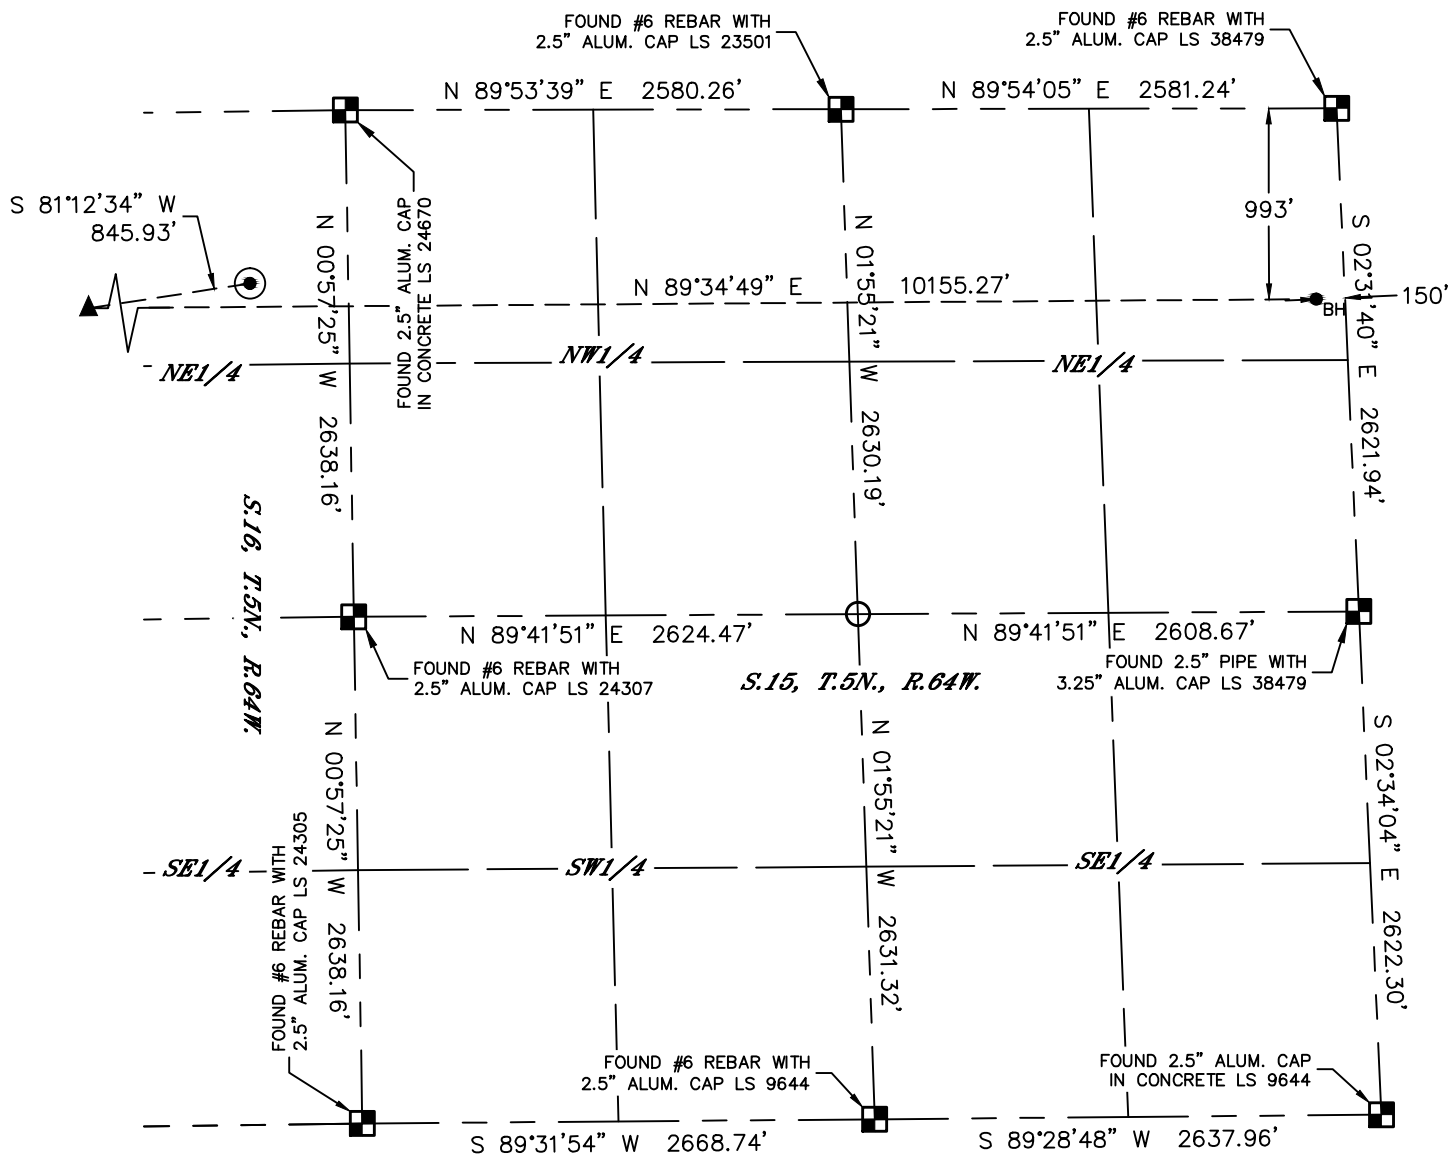 FOUND #6 REBAR WITH
2.5" ALUM. CAP LS 23501
FOUND #6 REBAR WITH
2.5" ALUM. CAP LS 38479
N 89°53'39" E 2580.26'
N 89°54'05" E 2581.24'
S 81°12'34" W
845.93'
N 00°57'25" W 2638.16'
FOUND 2.5" ALUM. CAP
IN CONCRETE LS 24670
N 01°55'21" W 2630.19'
993'
S 02°31'40" E 2621.94'
N 89°34'49" E 10155.27'
BH
150'
NE1/4
NW1/4
NE1/4
S.16, T.5N., R.64W.
N 89°41'51" E 2624.47'
N 89°41'51" E 2608.67'
FOUND #6 REBAR WITH
2.5" ALUM. CAP LS 24307
S.15, T.5N., R.64W.
FOUND 2.5" PIPE WITH
3.25" ALUM. CAP LS 38479
N 00°57'25" W 2638.16'
N 01°55'21" W 2631.32'
S 02°34'04" E 2622.30'
FOUND #6 REBAR WITH
2.5" ALUM. CAP LS 24305
SE1/4
SW1/4
SE1/4
FOUND #6 REBAR WITH
2.5" ALUM. CAP LS 9644
FOUND 2.5" ALUM. CAP
IN CONCRETE LS 9644
S 89°31'54" W 2668.74'
S 89°28'48" W 2637.96'